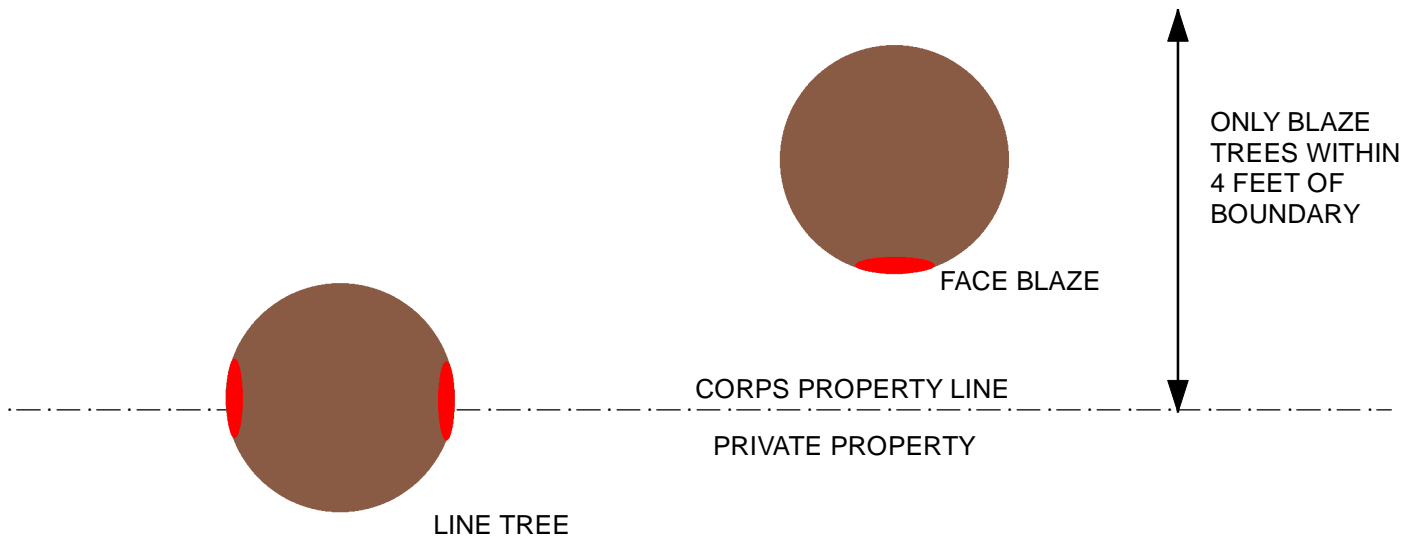 ONLY BLAZE
TREES WITHIN
4 FEET OF
BOUNDARY
FACE BLAZE
CORPS PROPERTY LINE
PRIVATE PROPERTY
LINE TREE